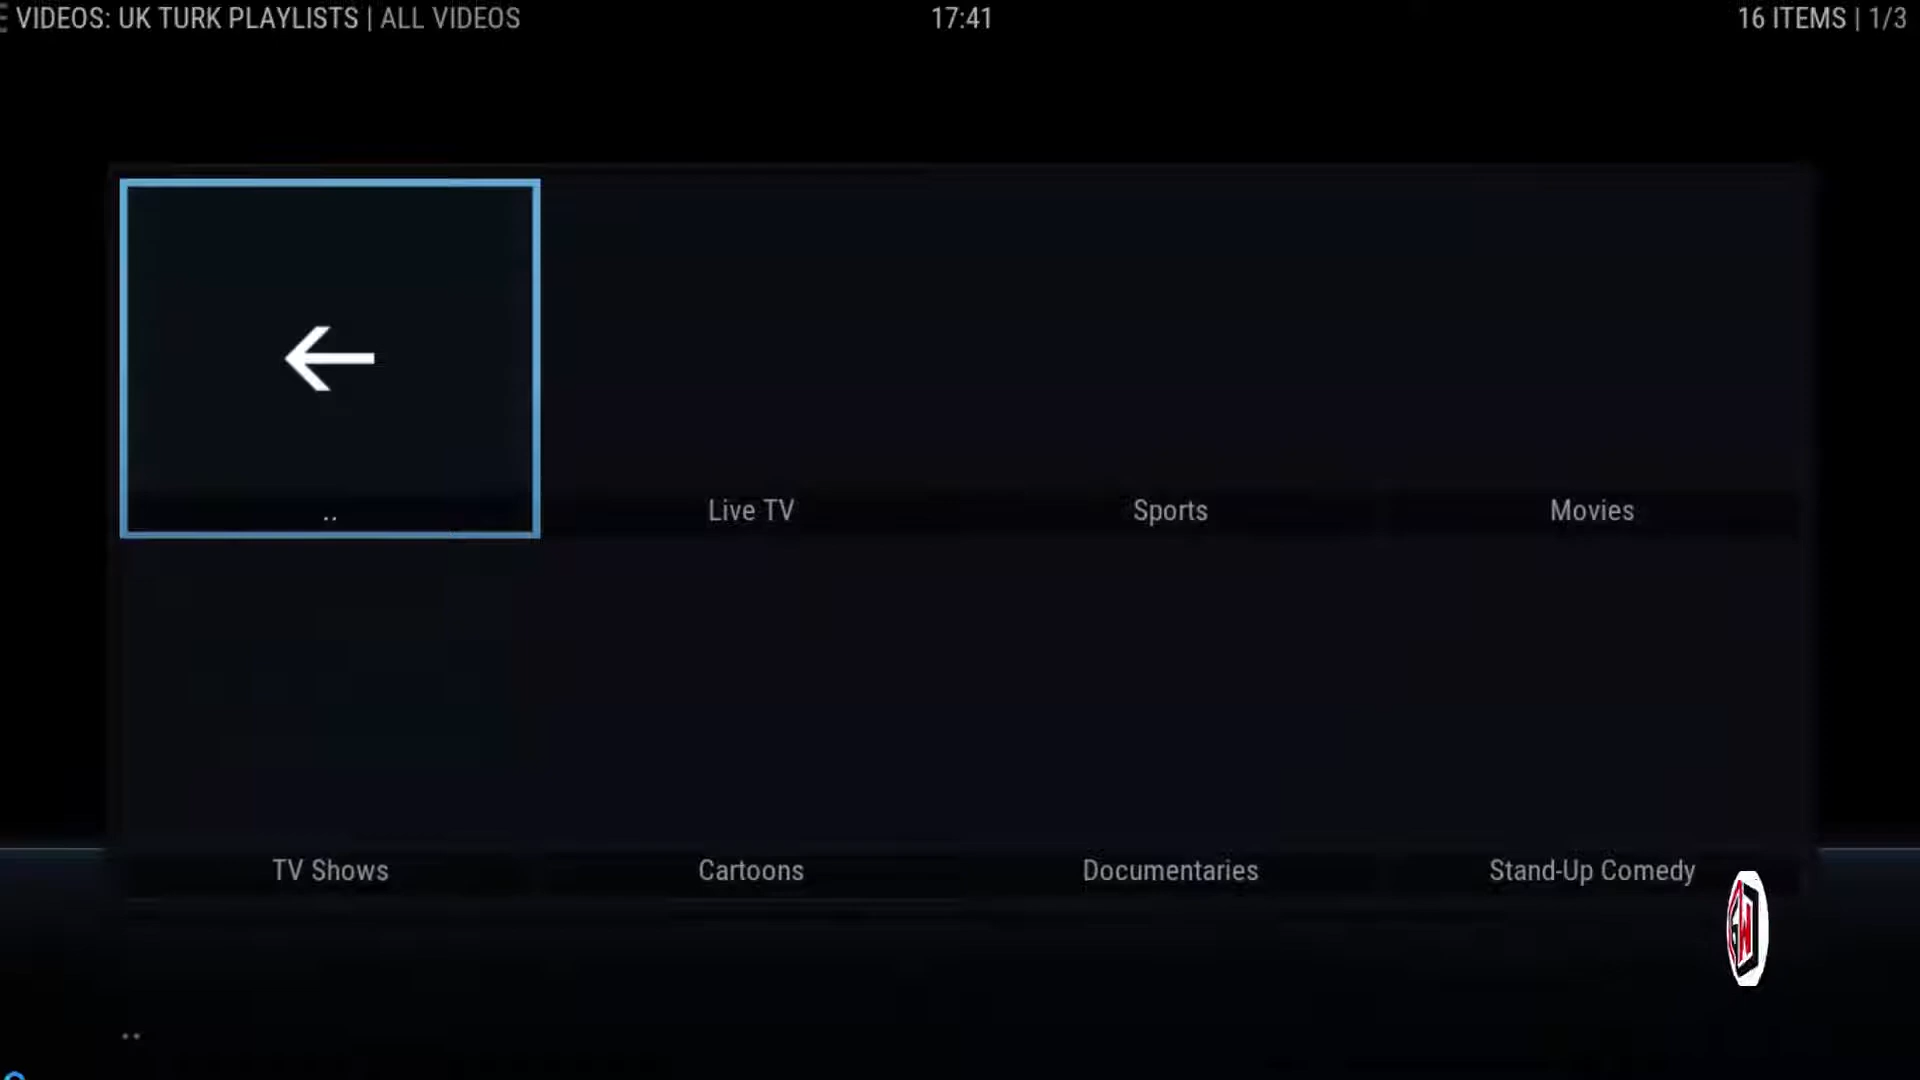 VIDEOS: UK TURK PLAYLISTS | ALL VIDEOS
17:41
16 ITEMS | 1/3
..
Live TV
Sports
Movies
TV Shows
Cartoons
Documentaries
Stand-Up Comedy
..